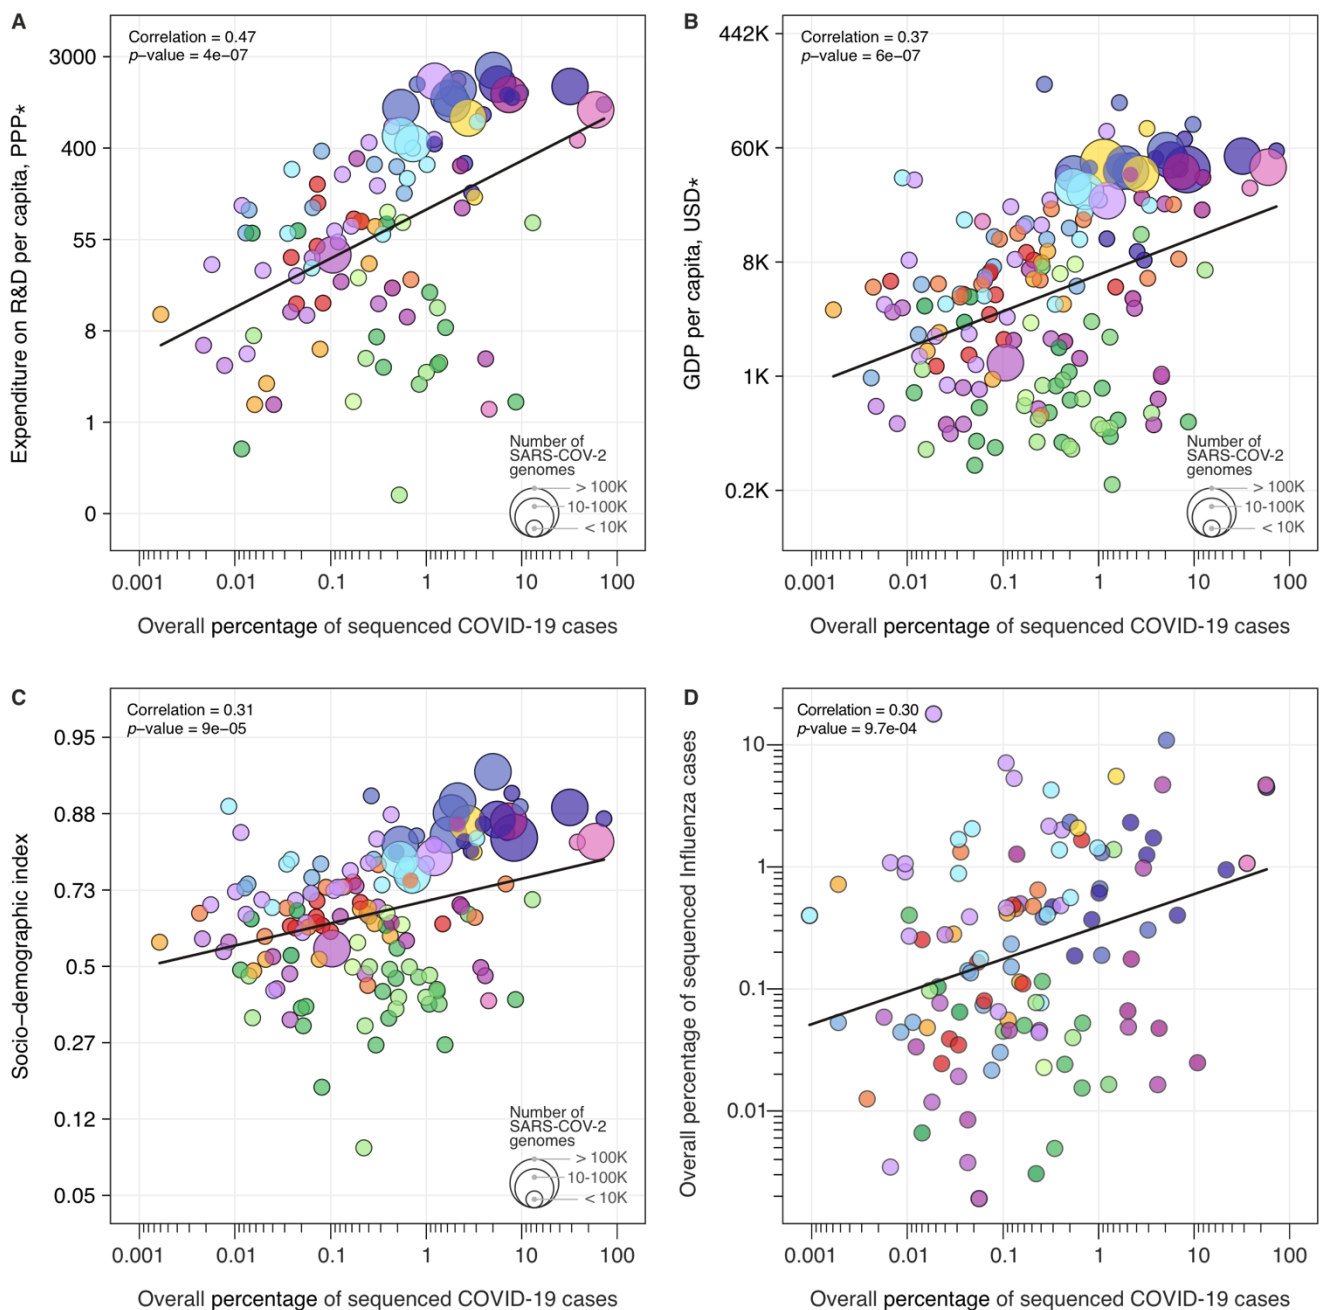 A
Correlation = 0.47
p−value = 4e−07
3000
400
55
8
1
0
Expenditure on R&D per capita, PPP*
Number of
SARS-COV-2
genomes
> 100K
10-100K
< 10K
0.001 0.01 0.1 1 10 100
Overall percentage of sequenced COVID-19 cases
B
Correlation = 0.37
p−value = 6e−07
442K
60K
8K
1K
0.2K
GDP per capita, USD*
Number of
SARS-COV-2
genomes
> 100K
10-100K
< 10K
0.001 0.01 0.1 1 10 100
Overall percentage of sequenced COVID-19 cases
C
Correlation = 0.31
p−value = 9e−05
0.95
0.88
0.73
0.5
0.27
0.12
0.05
Socio−demographic index
Number of
SARS-COV-2
genomes
> 100K
10-100K
< 10K
0.001 0.01 0.1 1 10 100
Overall percentage of sequenced COVID-19 cases
D
Correlation = 0.30
p-value = 9.7e-04
10
1
0.1
0.01
Overall percentage of sequenced Influenza cases
0.001 0.01 0.1 1 10 100
Overall percentage of sequenced COVID-19 cases